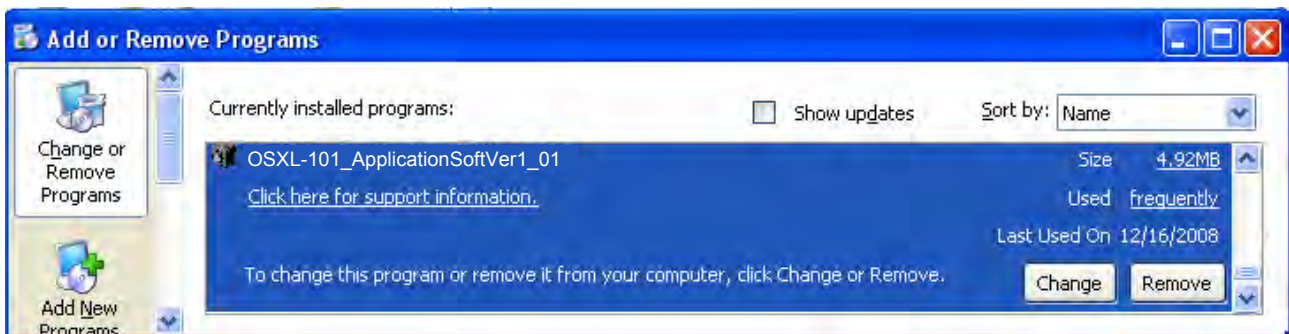 Add or Remove Programs
Change or
Remove
Programs
Add New
Programs
Currently installed programs:
Show updates
Sort by: Name
OSXL-101_ApplicationSoftVer1_01
Size 4.92MB
Click here for support information.
Used frequently
Last Used On 12/16/2008
To change this program or remove it from your computer, click Change or Remove.
Change
Remove